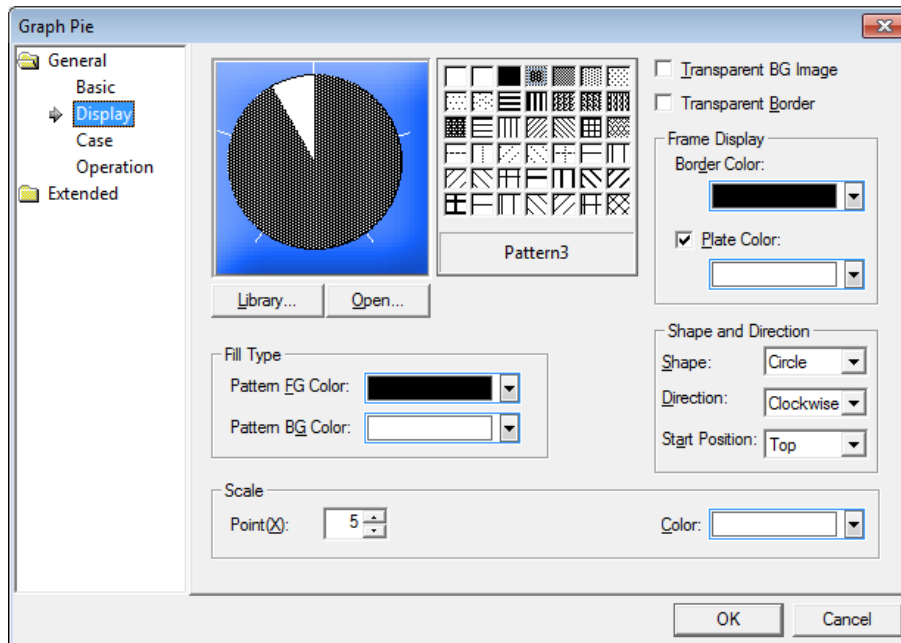 Graph Pie
General
Basic
Display
Case
Operation
Extended
Pattern3
Library...
Open...
Transparent BG Image
Transparent Border
Frame Display
Border Color:
Plate Color:
Fill Type
Pattern FG Color:
Pattern BG Color:
Shape and Direction
Shape: Circle
Direction: Clockwise
Start Position: Top
Scale
Point(X): 5
Color:
OK
Cancel